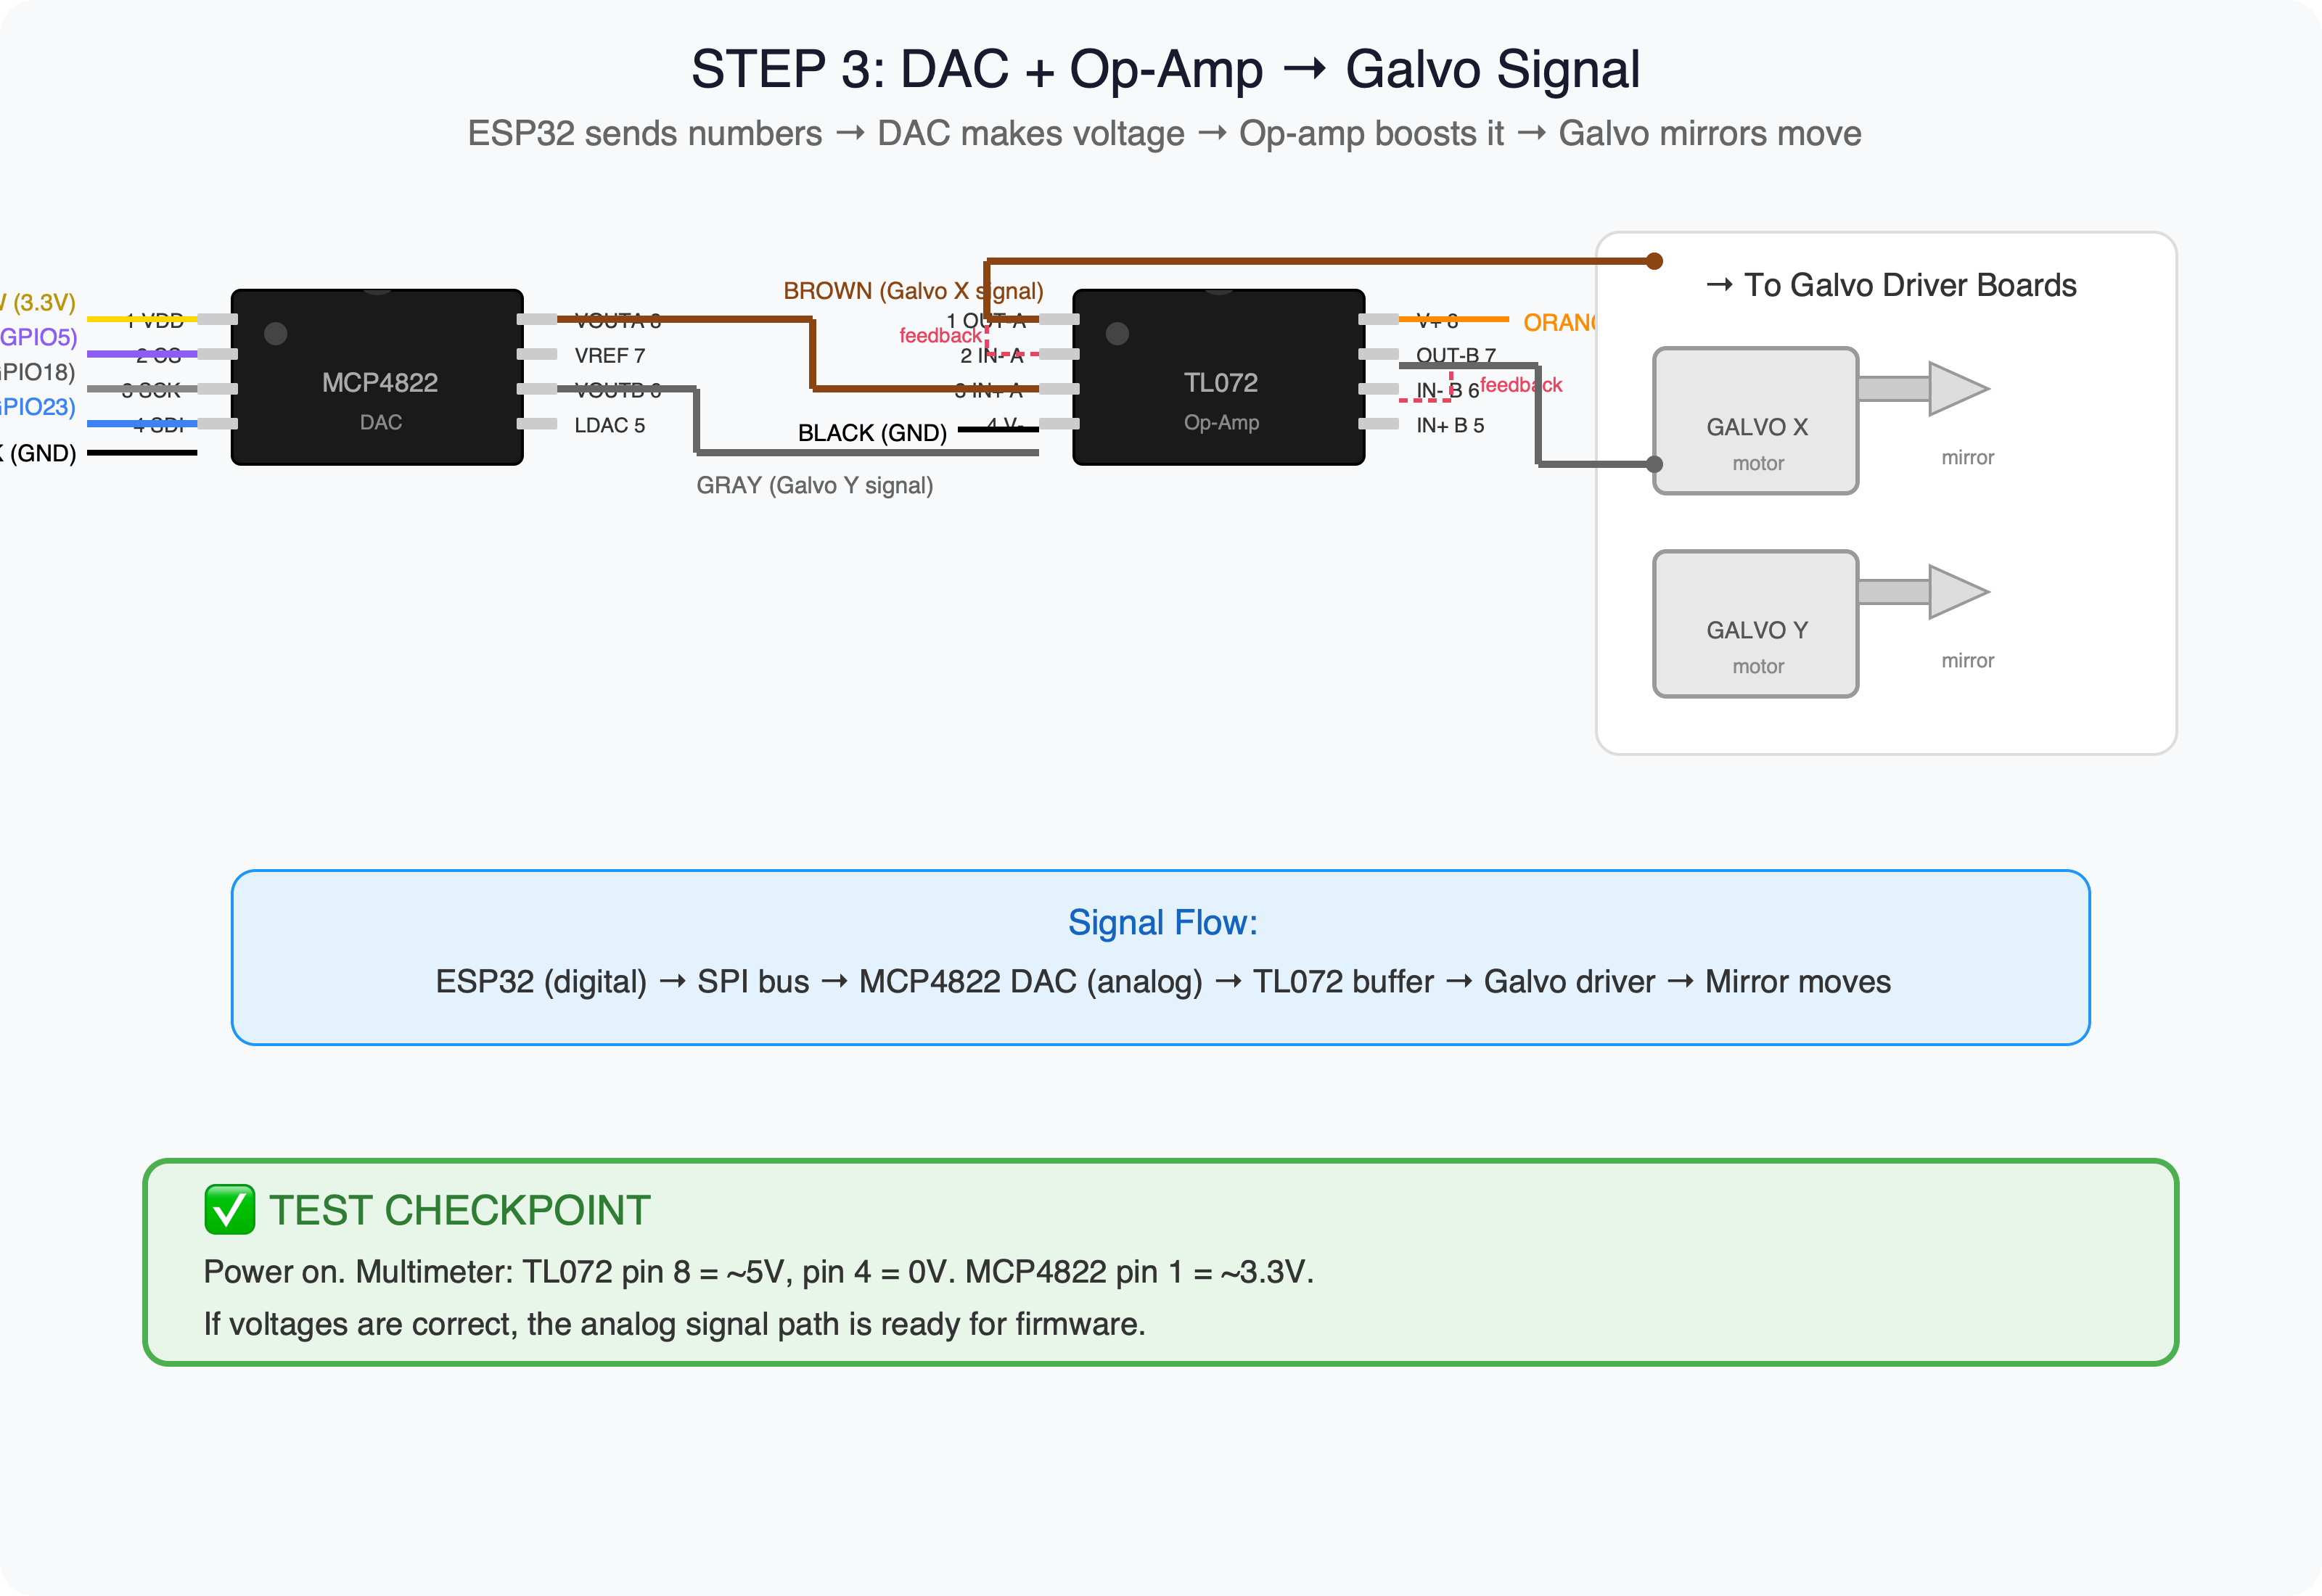 STEP 3: DAC + Op-Amp → Galvo Signal
ESP32 sends numbers → DAC makes voltage → Op-amp boosts it → Galvo mirrors move
(3.3V)
GPIO5)
PIO18)
PIO23)
(GND)
1 VDD
2 CS
3 SCK
4 SDI
MCP4822
DAC
VOUTA 8
VREF 7
VOUTB 6
LDAC 5
BROWN (Galvo X signal)
feedback
BLACK (GND)
GRAY (Galvo Y signal)
1 OUT A
2 IN- A
3 IN+ A
4 V-
TL072
Op-Amp
V+ 8
OUT-B 7
IN- B 6
IN+ B 5
feedback
ORANG
→ To Galvo Driver Boards
GALVO X
motor
mirror
GALVO Y
motor
mirror
Signal Flow:
ESP32 (digital) → SPI bus → MCP4822 DAC (analog) → TL072 buffer → Galvo driver → Mirror moves
✅ TEST CHECKPOINT
Power on. Multimeter: TL072 pin 8 = ~5V, pin 4 = 0V. MCP4822 pin 1 = ~3.3V.
If voltages are correct, the analog signal path is ready for firmware.